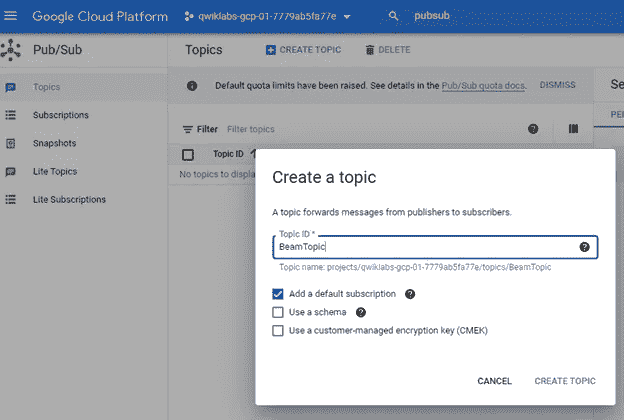 Google Cloud Platform qwiklabs-gcp-01-7779ab5fa77e pubsub
Pub/Sub
Topics CREATE TOPIC DELETE
Topics
Subscriptions
Snapshots
Lite Topics
Lite Subscriptions
Default quota limits have been raised. See details in the Pub/Sub quota docs. DISMISS
Se
PE
Filter Filter topics
Topic ID
No topics to displa
Create a topic
A topic forwards messages from publishers to subscribers.
Topic ID *
BeamTopic
Topic name: projects/qwiklabs-gcp-01-7779ab5fa77e/topics/BeamTopic
Add a default subscription
Use a schema
Use a customer-managed encryption key (CMEK)
CANCEL CREATE TOPIC